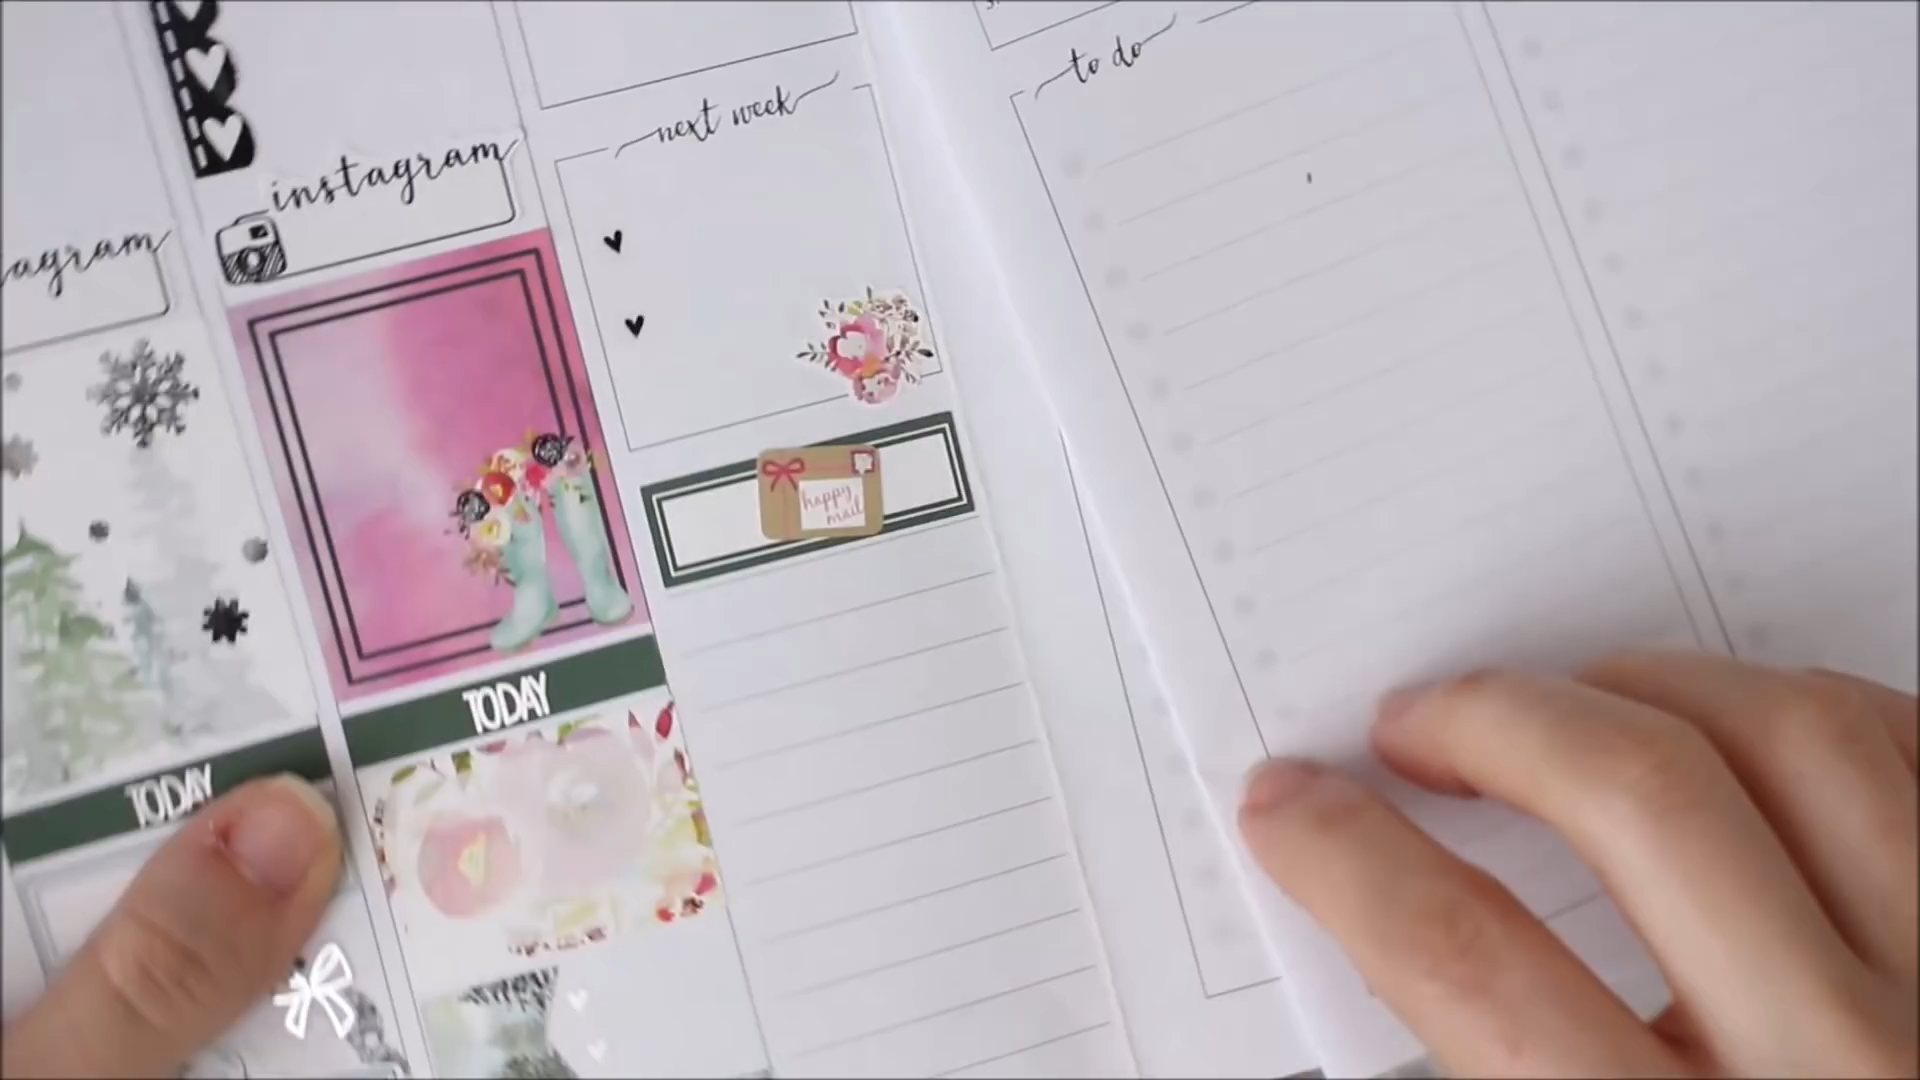 to do
next week
instagram
agram
happy
mail
TODAY
TODAY